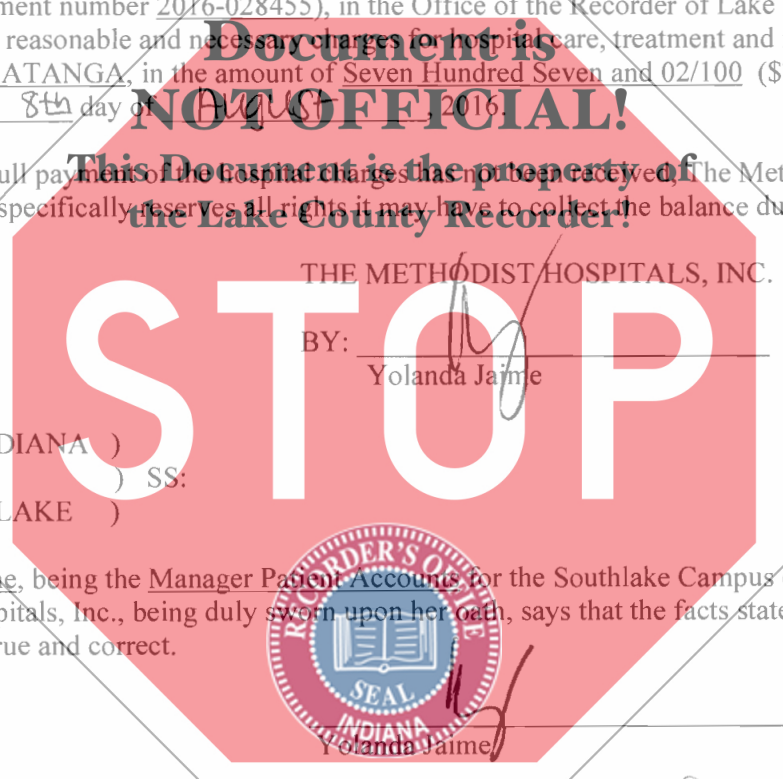 ment number 2016-028455), in the Office of the Recorder of Lake
Document is
reasonable and necessary charges for hospital care, treatment and
ATANGA, in the amount of Seven Hundred Seven and 02/100 ($
8th day of August, 2016.
NOT OFFICIAL!
This Document is the property of
ull payment of the hospital charges has not been received, The Met
specifically reserves all rights it may have to collect the balance du
the Lake County Recorder!
THE METHODIST HOSPITALS, INC.
STOP
BY:
Yolanda Jaime
DIANA )
) SS:
LAKE )
ne, being the Manager Patient Accounts for the Southlake Campus
pitals, Inc., being duly sworn upon her oath, says that the facts state
rue and correct.
RECORDER'S OFFICE
SEAL
INDIANA
Yolanda Jaime